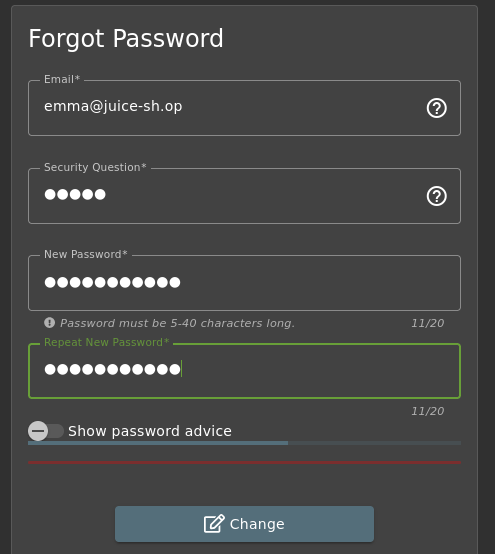 Forgot Password
Email*
emma@juice-sh.op
Security Question*
●●●●●
New Password*
●●●●●●●●●●●
Password must be 5-40 characters long. 11/20
Repeat New Password*
●●●●●●●●●●●
11/20
Show password advice
Change